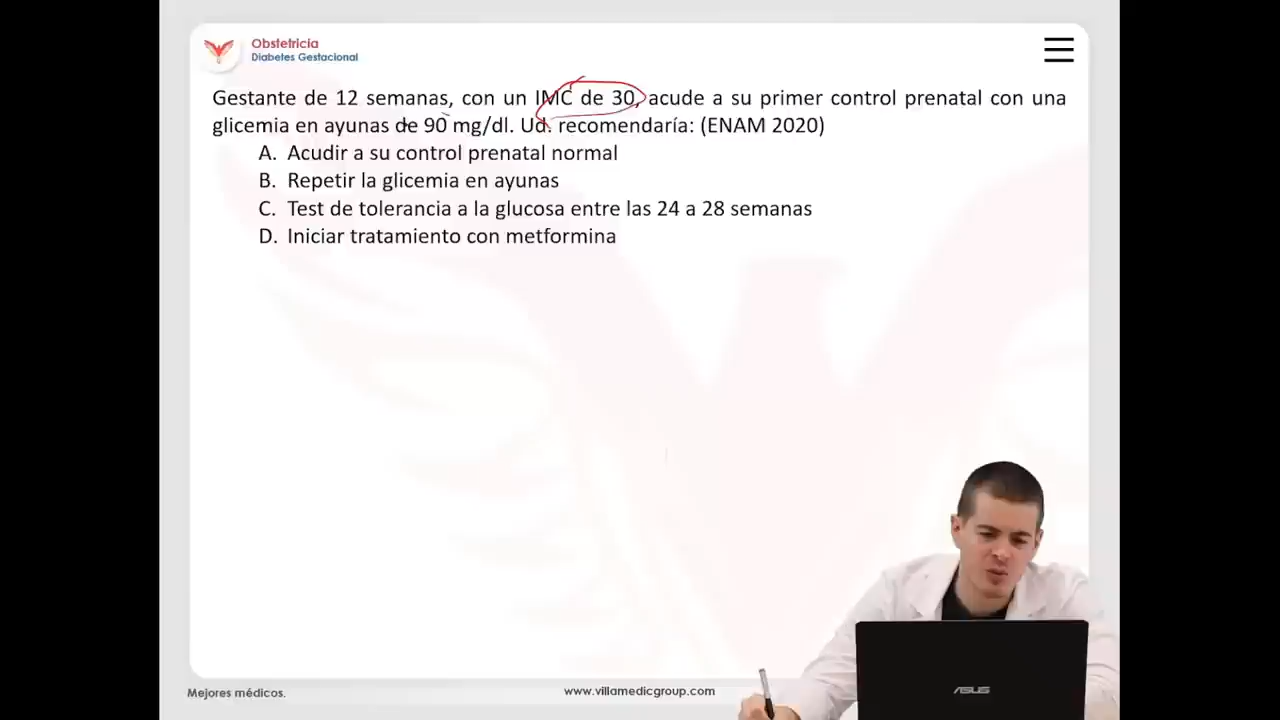 Obstetricia
Diabetes Gestacional
Gestante de 12 semanas, con un IMC de 30, acude a su primer control prenatal con una
glicemia en ayunas de 90 mg/dl. Ud. recomendaría: (ENAM 2020)
A. Acudir a su control prenatal normal
B. Repetir la glicemia en ayunas
C. Test de tolerancia a la glucosa entre las 24 a 28 semanas
D. Iniciar tratamiento con metformina
ASUS
Mejores médicos.
www.villamedicgroup.com